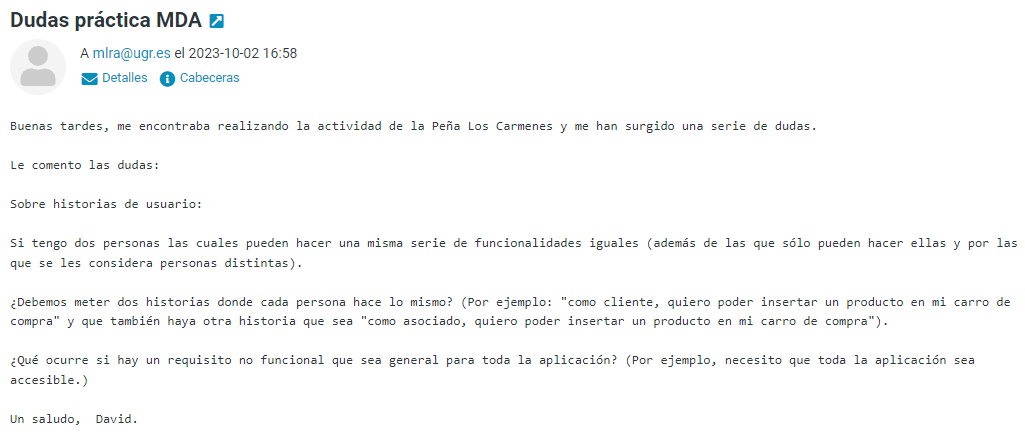 Dudas práctica MDA
A mlra@ugr.es el 2023-10-02 16:58
Detalles Cabeceras
Buenas tardes, me encontraba realizando la actividad de la Peña Los Carmenes y me han surgido una serie de dudas.
Le comento las dudas:
Sobre historias de usuario:
Si tengo dos personas las cuales pueden hacer una misma serie de funcionalidades iguales (además de las que sólo pueden hacer ellas y por las
que se les considera personas distintas).
¿Debemos meter dos historias donde cada persona hace lo mismo? (Por ejemplo: "como cliente, quiero poder insertar un producto en mi carro de
compra" y que también haya otra historia que sea "como asociado, quiero poder insertar un producto en mi carro de compra").
¿Qué ocurre si hay un requisito no funcional que sea general para toda la aplicación? (Por ejemplo, necesito que toda la aplicación sea
accesible.)
Un saludo,  David.